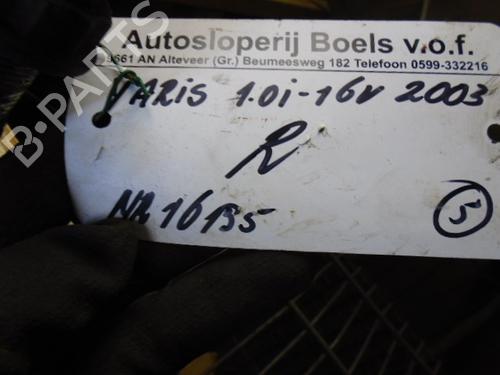 Autosloperij Boels v.o.f.
9661 AN Alteveer (Gr.) Beumeesweg 182 Telefoon 0599-332216
YARIS 1.0i-16V 2003
R
NR 16195
5
B-PARTS